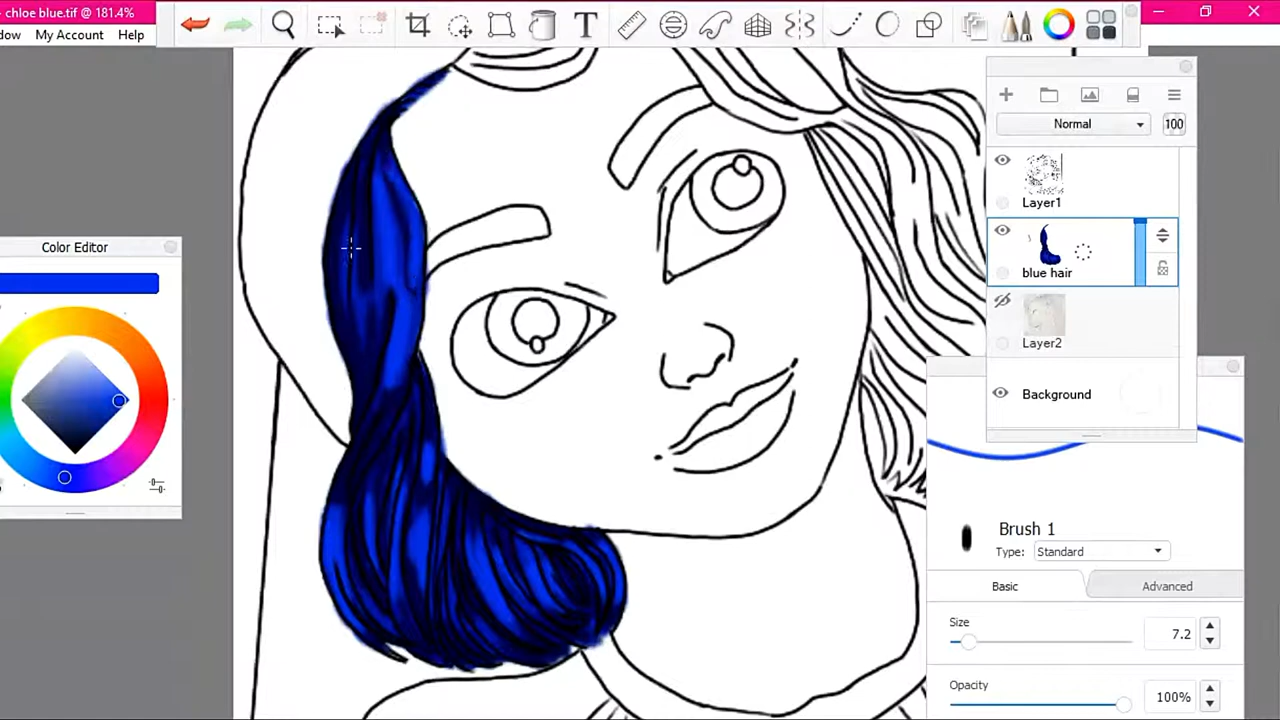 - chloe blue.tif @ 181.4%
dow My Account Help
T
Color Editor
Normal 100
Layer1
blue hair
Layer2
Background
Brush 1
Type: Standard
Basic Advanced
Size
7.2
Opacity
100%